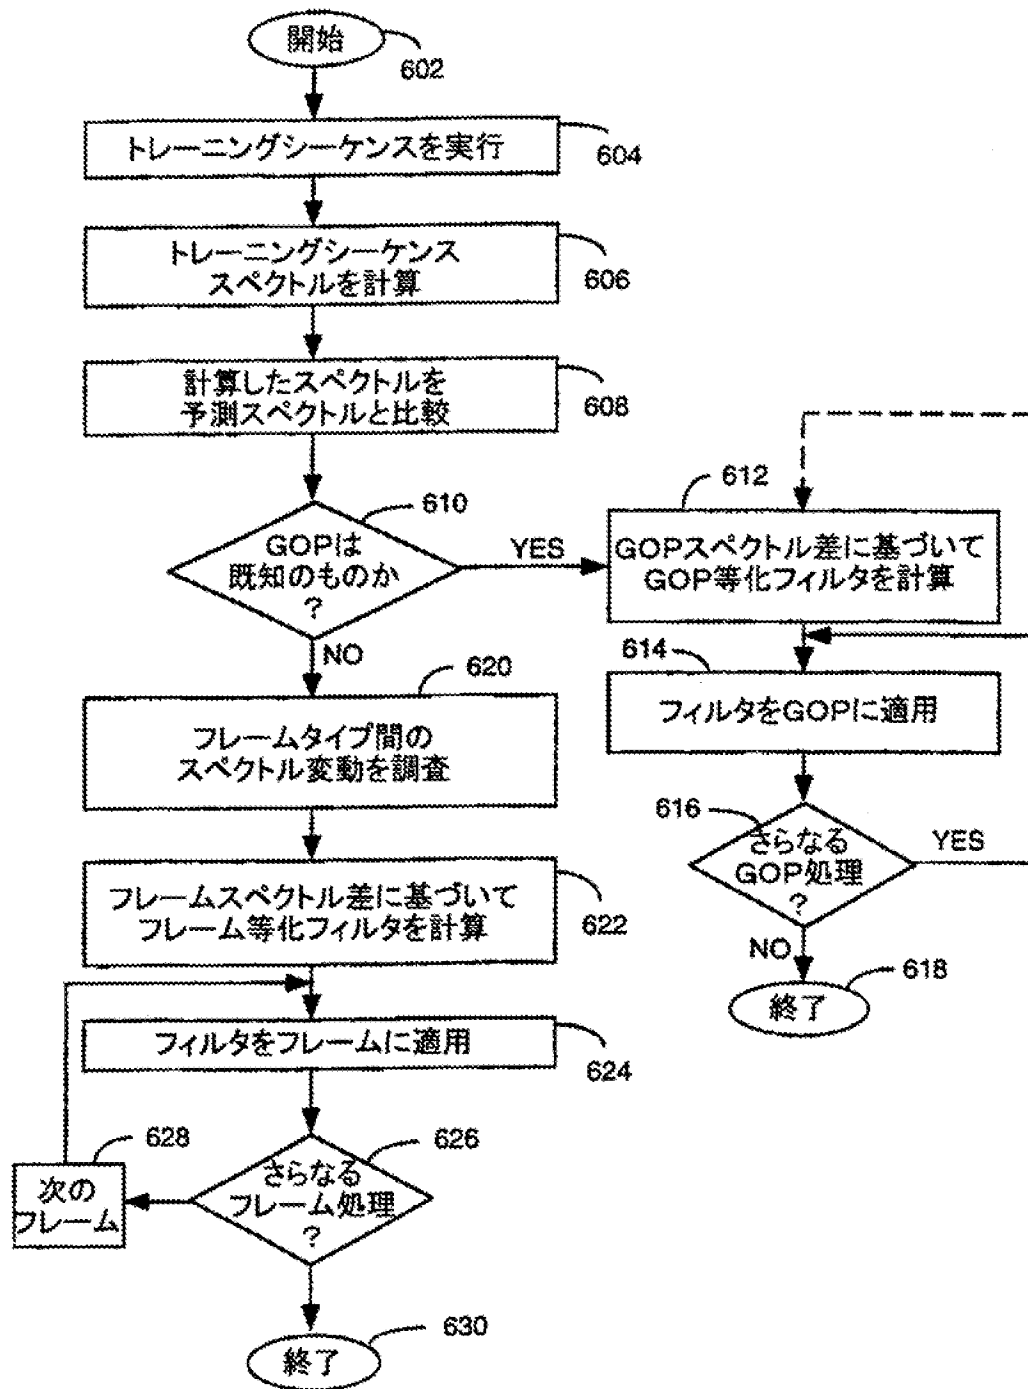 開始
602
トレーニングシーケンスを実行
604
トレーニングシーケンス
スペクトルを計算
606
計算したスペクトルを
予測スペクトルと比較
608
610
GOPは
既知のものか
?
YES
NO
612
GOPスペクトル差に基づいて
GOP等化フィルタを計算
614
フィルタをGOPに適用
616
さらなる
GOP処理
?
YES
NO
618
終了
620
フレームタイプ間の
スペクトル変動を調査
フレームスペクトル差に基づいて
フレーム等化フィルタを計算
622
フィルタをフレームに適用
624
626
さらなる
フレーム処理
?
628
次の
フレーム
630
終了